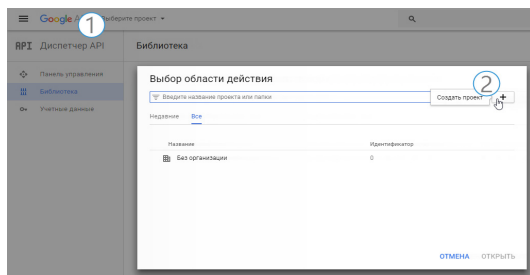 Google A 1 Выберите проект
API Диспетчер API Библиотека
Панель управления
Библиотека
Учетные данные
Выбор области действия
2
Введите название проекта или папки
Создать проект +
Недавние Все
Название Идентификатор
Без организации 0
ОТМЕНА ОТКРЫТЬ